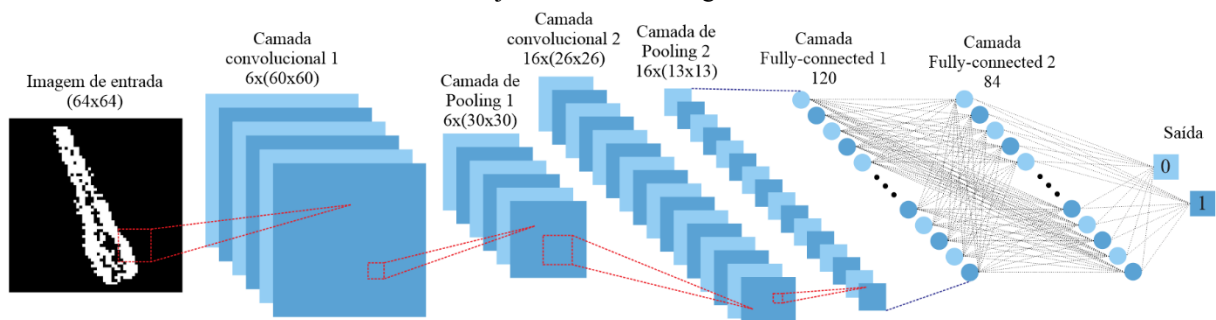 Imagem de entrada
(64x64)
Camada
convolucional 1
6x(60x60)
Camada de
Pooling 1
6x(30x30)
Camada
convolucional 2
16x(26x26)
Camada de
Pooling 2
16x(13x13)
Camada
Fully-connected 1
120
Camada
Fully-connected 2
84
Saída
0
1